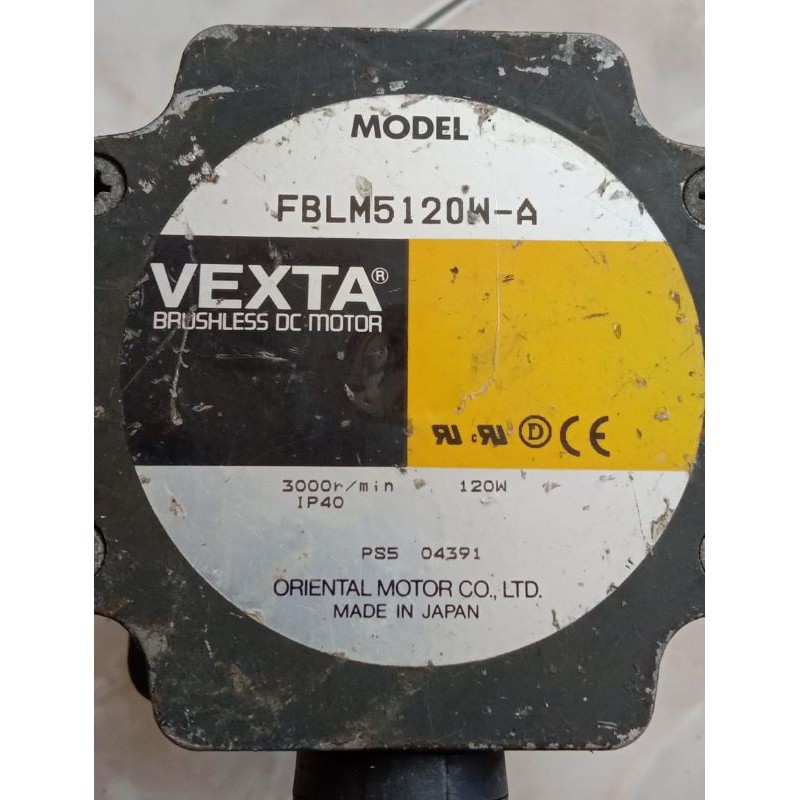 MODEL
FBLM5120W-A
VEXTA®
BRUSHLESS DC MOTOR
c D CE
3000r/min 120W
IP40
PS5 04391
ORIENTAL MOTOR CO., LTD.
MADE IN JAPAN